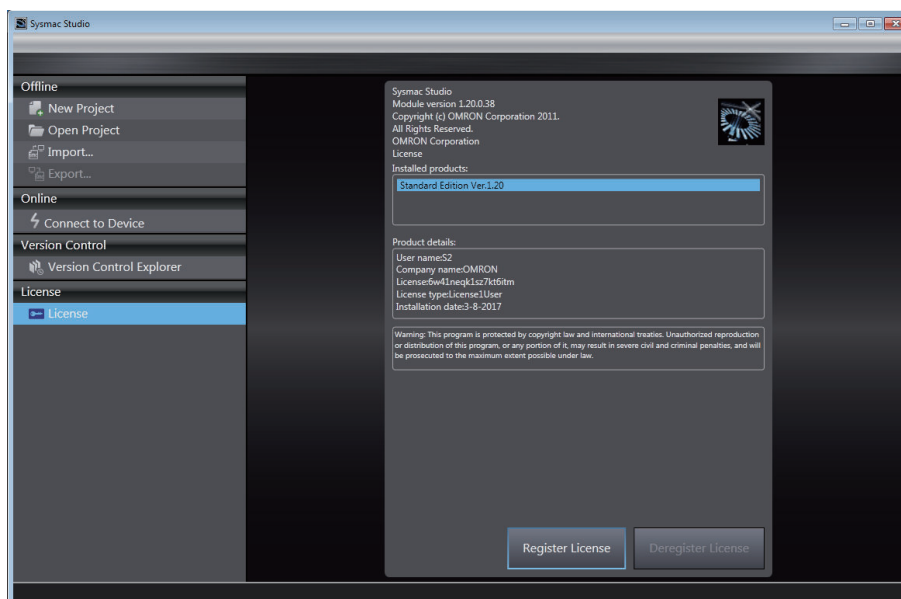 Sysmac Studio
Offline
New Project
Open Project
Import...
Export...
Online
Connect to Device
Version Control
Version Control Explorer
License
License
Sysmac Studio
Module version 1.20.0.38
Copyright (c) OMRON Corporation 2011.
All Rights Reserved.
OMRON Corporation
License
Installed products:
Standard Edition Ver.1.20
Product details:
User name:S2
Company name:OMRON
License:6w41neqk1sz7kt6itm
License type:License1User
Installation date:3-8-2017
Warning: This program is protected by copyright law and international treaties. Unauthorized reproduction
or distribution of this program, or any portion of it, may result in severe civil and criminal penalties, and will
be prosecuted to the maximum extent possible under law.
Register License
Deregister License